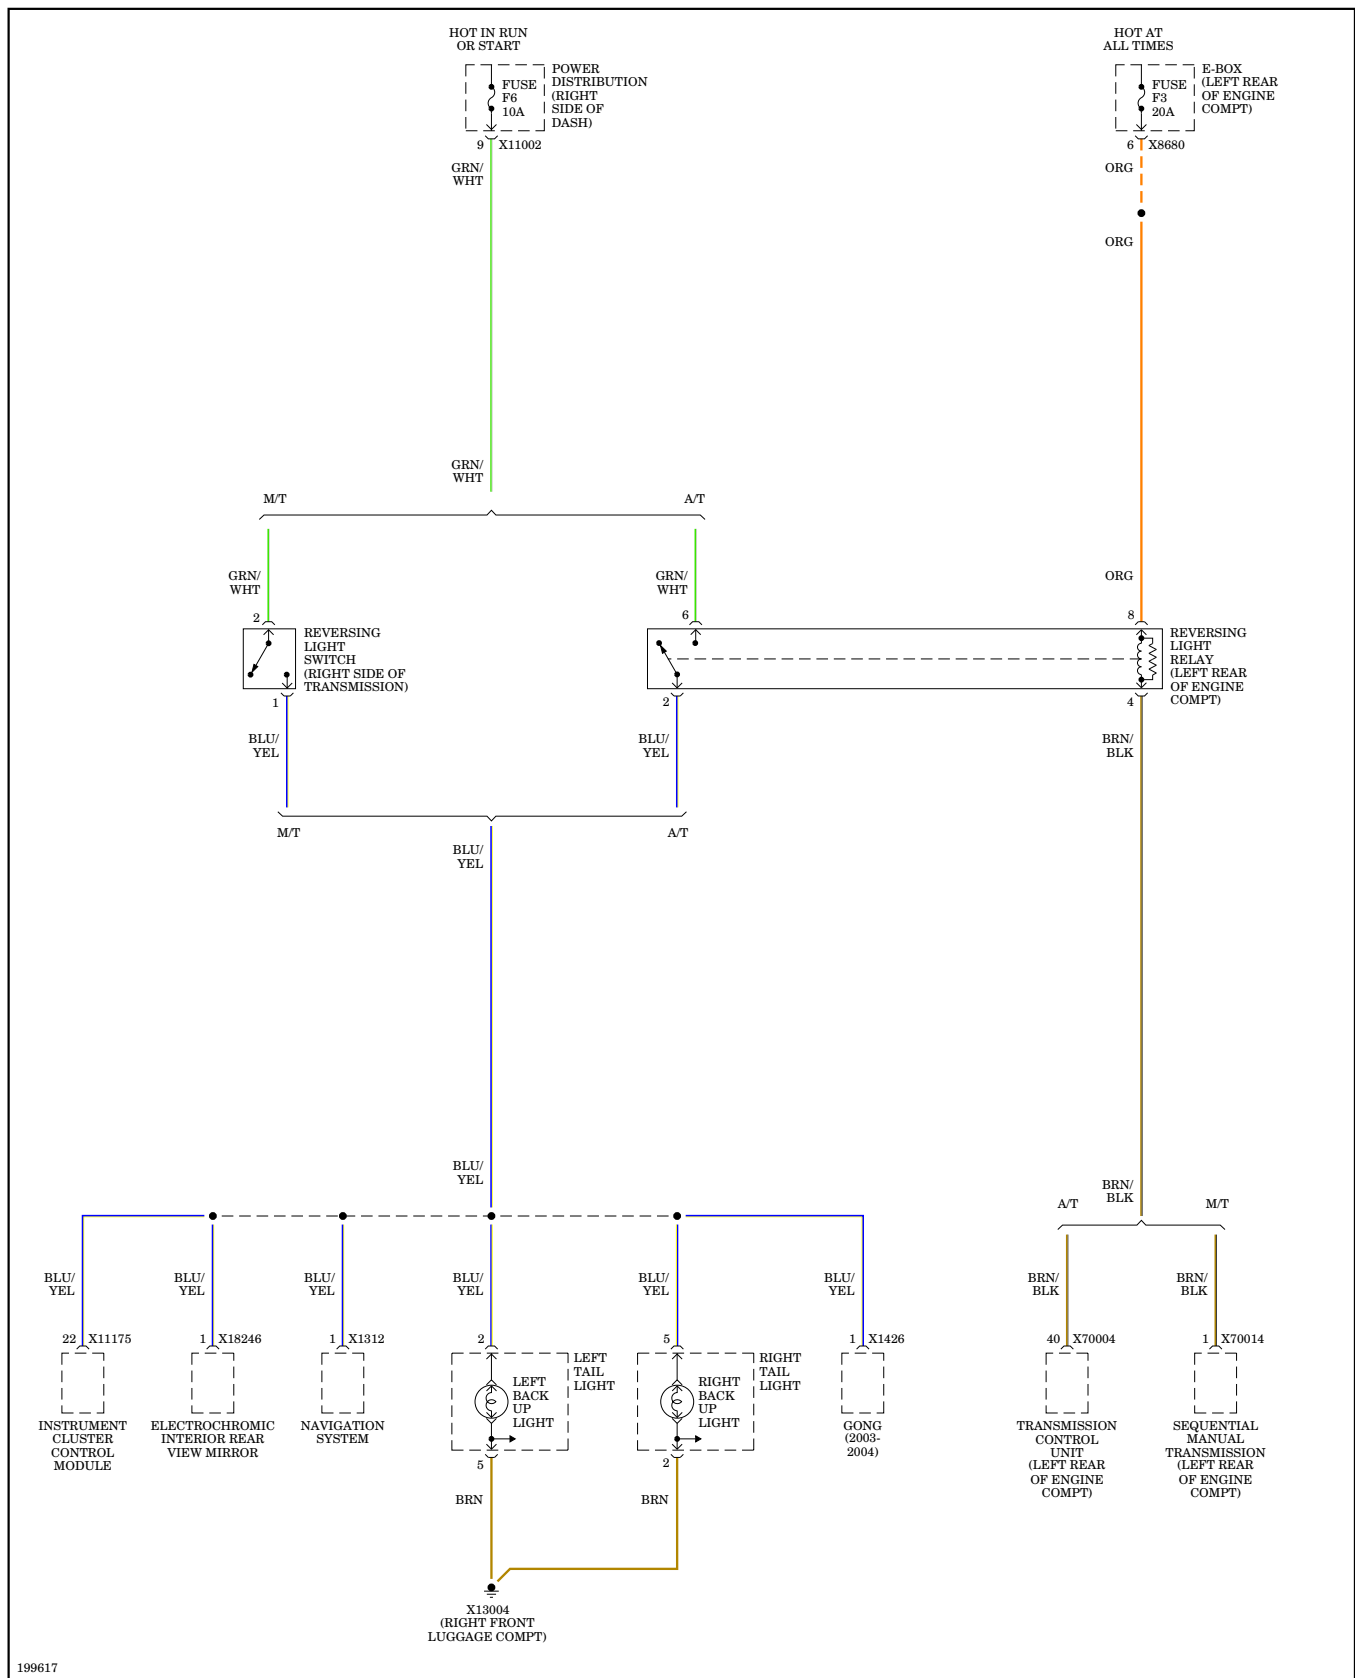 HOT IN RUN
OR START
FUSE
F6
10A
POWER
DISTRIBUTION
(RIGHT
SIDE OF
DASH)
9 X11002
GRN/
WHT
HOT AT
ALL TIMES
FUSE
F3
20A
E-BOX
(LEFT REAR
OF ENGINE
COMPT)
6 X8680
ORG
ORG
GRN/
WHT
M/T
A/T
GRN/
WHT
GRN/
WHT
ORG
2
6
8
REVERSING
LIGHT
SWITCH
(RIGHT SIDE OF
TRANSMISSION)
REVERSING
LIGHT
RELAY
(LEFT REAR
OF ENGINE
COMPT)
1
2
4
BLU/
YEL
BLU/
YEL
BRN/
BLK
M/T
A/T
BLU/
YEL
BLU/
YEL
BRN/
BLK
A/T
M/T
BLU/
YEL
BLU/
YEL
BLU/
YEL
BLU/
YEL
BLU/
YEL
BLU/
YEL
BRN/
BLK
BRN/
BLK
22 X11175
1 X18246
1 X1312
2
5
1 X1426
40 X70004
1 X70014
LEFT
TAIL
LIGHT
LEFT
BACK
UP
LIGHT
RIGHT
TAIL
LIGHT
RIGHT
BACK
UP
LIGHT
INSTRUMENT
CLUSTER
CONTROL
MODULE
ELECTROCHROMIC
INTERIOR REAR
VIEW MIRROR
NAVIGATION
SYSTEM
GONG
(2003-
2004)
TRANSMISSION
CONTROL
UNIT
(LEFT REAR
OF ENGINE
COMPT)
SEQUENTIAL
MANUAL
TRANSMISSION
(LEFT REAR
OF ENGINE
COMPT)
5
2
BRN
BRN
X13004
(RIGHT FRONT
LUGGAGE COMPT)
199617